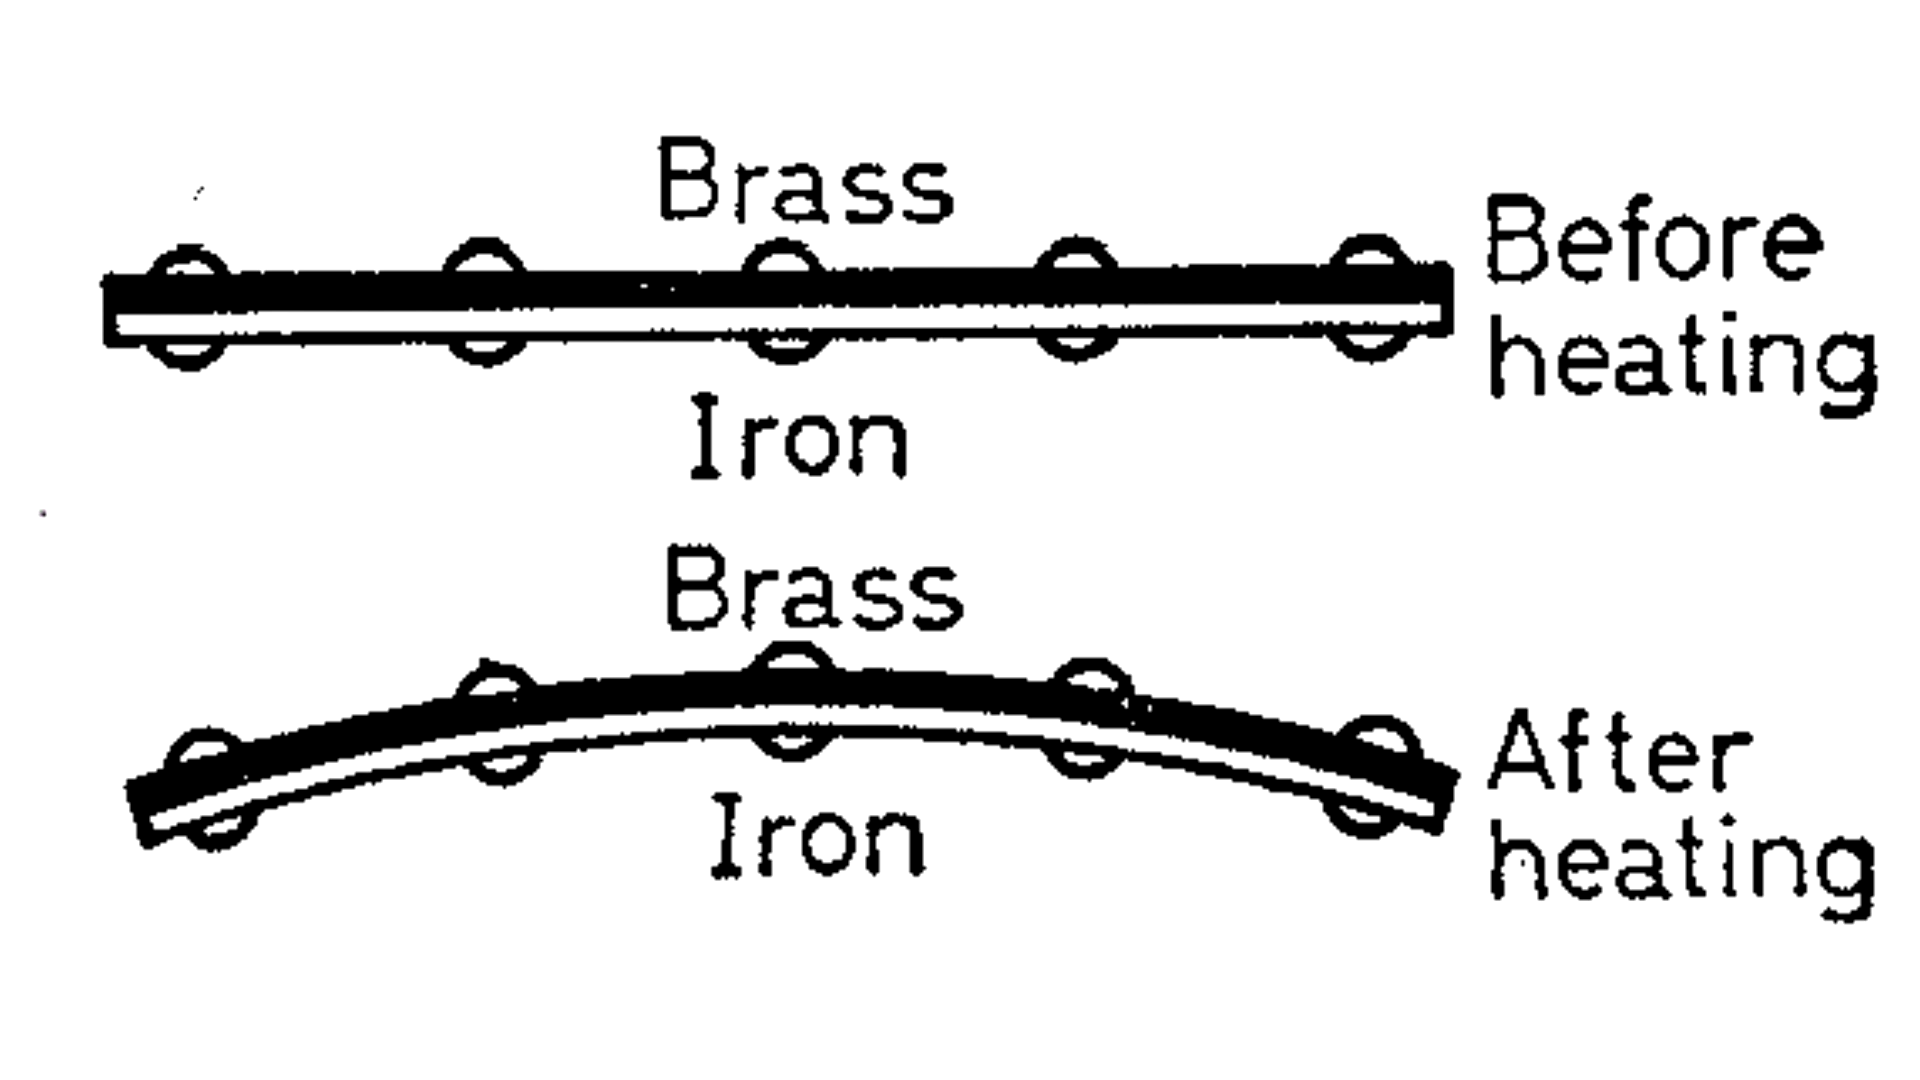 Brass
Before
heating
Iron
Brass
After
heating
Iron